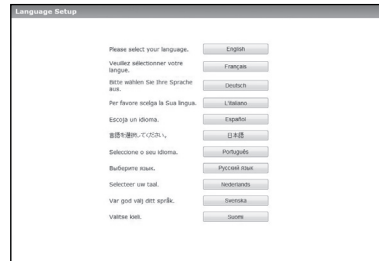 Language Setup
Please select your language.
English
Veuillez sélectionner votre
langue.
Français
Bitte wählen Sie Ihre Sprache
aus.
Deutsch
Per favore scelga la Sua lingua.
L'Italiano
Escoja un idioma.
Español
言語を選択してください。
日本語
Seleccione o seu idioma.
Português
Выберите язык.
Русский язык
Selecteer uw taal.
Nederlands
Var god välj ditt språk.
Svenska
Valitse kieli.
Suomi